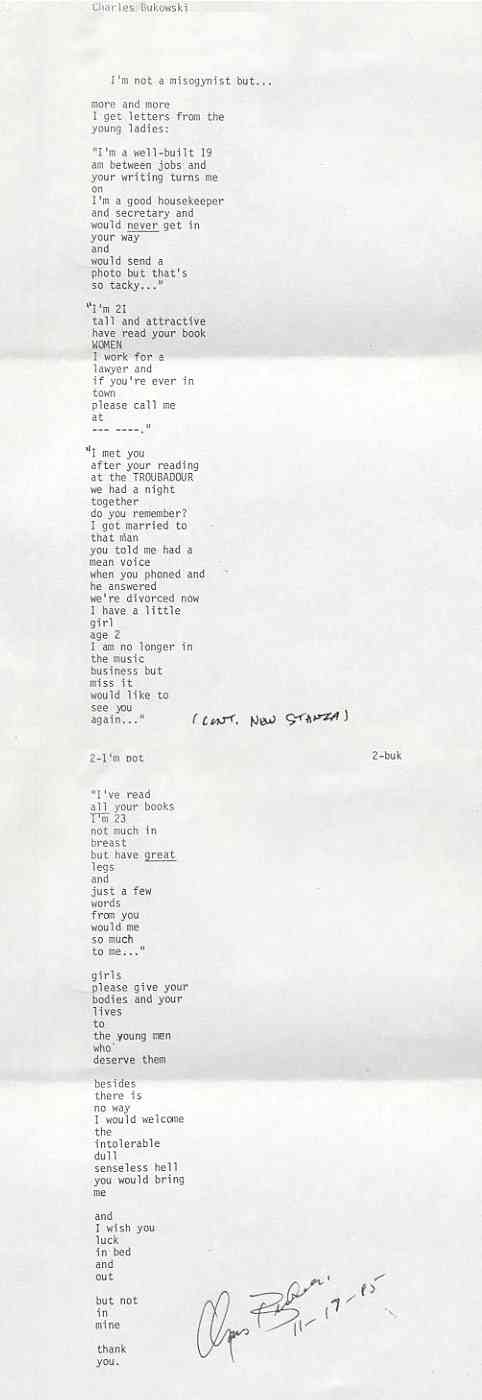 Charles Bukowski
I'm not a misogynist but...
more and more
I get letters from the
young ladies:
"I'm a well-built 19
am between jobs and
your writing turns me
on
I'm a good housekeeper
and secretary and
would never get in
your way
and
would send a
photo but that's
so tacky..."
"I'm 21
tall and attractive
have read your book
WOMEN
I work for a
lawyer and
if you're ever in
town
please call me
at
--- ----."
"I met you
after your reading
at the TROUBADOUR
we had a night
together
do you remember?
I got married to
that man
you told me had a
mean voice
when you phoned and
he answered
we're divorced now
I have a little
girl
age 2
I am no longer in
the music
business but
miss it
would like to
see you
again..." (CONT. NEW STANZA)
2-I'm not 2-buk
"I've read
all your books
I'm 23
not much in
breast
but have great
legs
and
just a few
words
from you
would me
so much
to me..."
girls
please give your
bodies and your
lives
to
the young men
who
deserve them
besides
there is
no way
I would welcome
the
intolerable
dull
senseless hell
you would bring
me
and
I wish you
luck
in bed
and
out
but not
in
mine
thank
you.
11-17-85